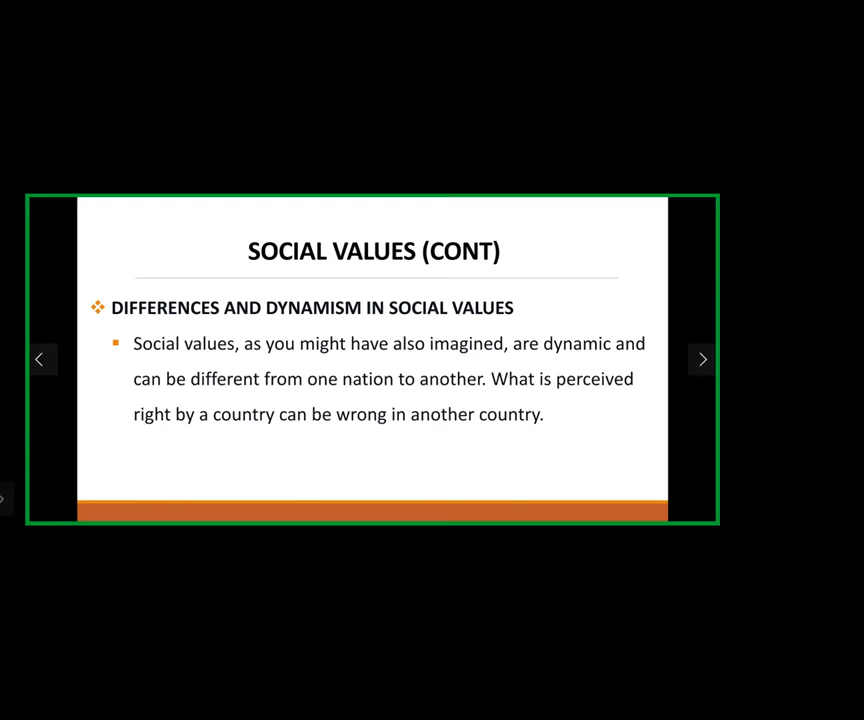 SOCIAL VALUES (CONT)
DIFFERENCES AND DYNAMISM IN SOCIAL VALUES
Social values, as you might have also imagined, are dynamic and
can be different from one nation to another. What is perceived
right by a country can be wrong in another country.